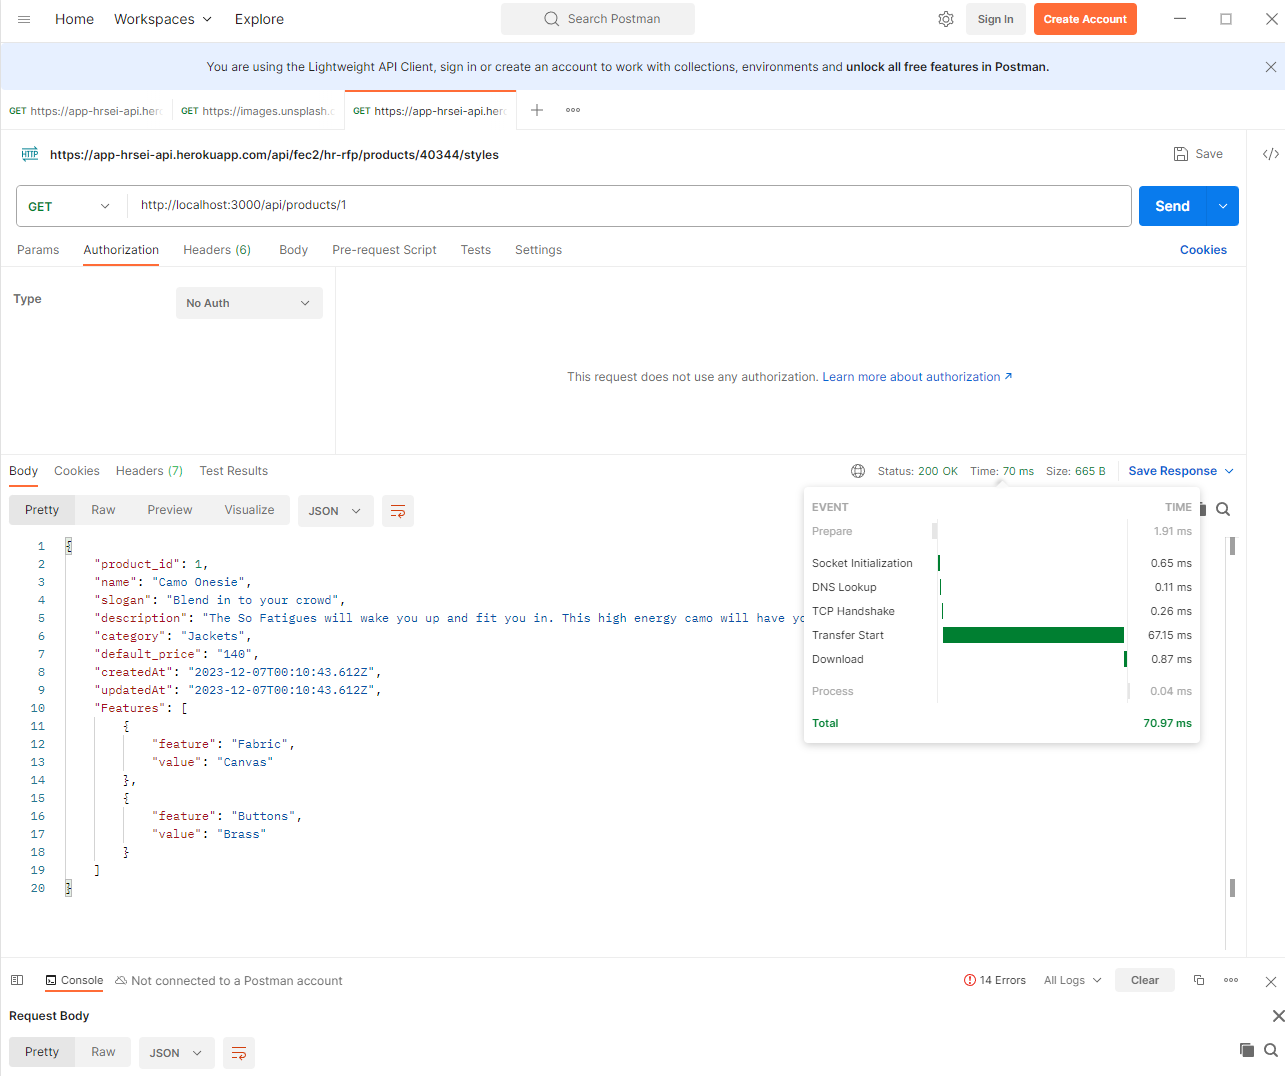 Home Workspaces Explore Search Postman Sign In Create Account
You are using the Lightweight API Client, sign in or create an account to work with collections, environments and unlock all free features in Postman.
GET https://app-hrsei-api.her GET https://images.unsplash. GET https://app-hrsei-api.her
HTTP https://app-hrsei-api.herokuapp.com/api/fec2/hr-rfp/products/40344/styles Save
GET http://localhost:3000/api/products/1 Send
Params Authorization Headers (6) Body Pre-request Script Tests Settings Cookies
Type No Auth
This request does not use any authorization. Learn more about authorization ↗
Body Cookies Headers (7) Test Results Status: 200 OK Time: 70 ms Size: 665 B Save Response
Pretty Raw Preview Visualize JSON
EVENT TIME
Prepare 1.91 ms
Socket Initialization 0.65 ms
DNS Lookup 0.11 ms
TCP Handshake 0.26 ms
Transfer Start 67.15 ms
Download 0.87 ms
Process 0.04 ms
Total 70.97 ms
1 {
2 "product_id": 1,
3 "name": "Camo Onesie",
4 "slogan": "Blend in to your crowd",
5 "description": "The So Fatigues will wake you up and fit you in. This high energy camo will have yo
6 "category": "Jackets",
7 "default_price": "140",
8 "createdAt": "2023-12-07T00:10:43.612Z",
9 "updatedAt": "2023-12-07T00:10:43.612Z",
10 "Features": [
11 {
12 "feature": "Fabric",
13 "value": "Canvas"
14 },
15 {
16 "feature": "Buttons",
17 "value": "Brass"
18 }
19 ]
20 }
Console Not connected to a Postman account 14 Errors All Logs Clear
Request Body
Pretty Raw JSON